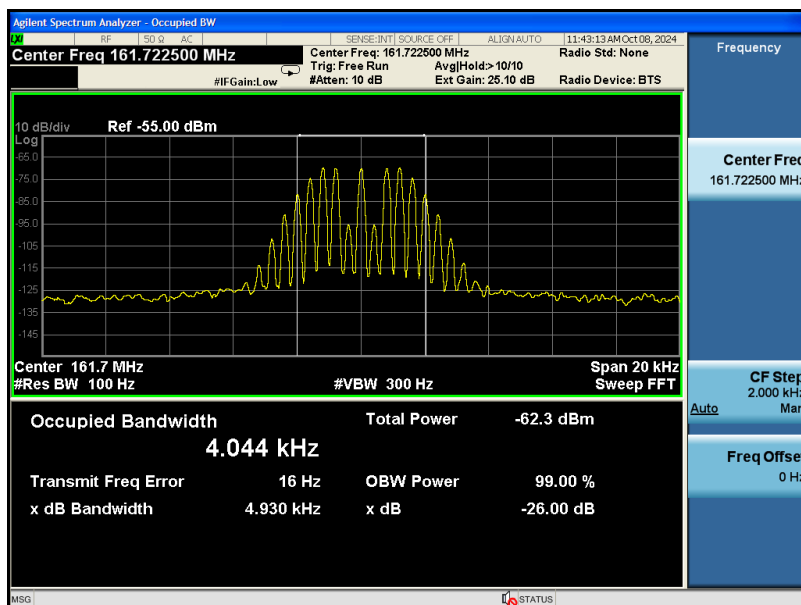 Agilent Spectrum Analyzer - Occupied BW
LXI RF 50 Ω AC SENSE:INT SOURCE OFF ALIGN AUTO 11:43:13 AM Oct 08, 2024
Center Freq 161.722500 MHz
Center Freq: 161.722500 MHz Radio Std: None
Trig: Free Run Avg|Hold:> 10/10
#IFGain:Low #Atten: 10 dB Ext Gain: 25.10 dB Radio Device: BTS
10 dB/div Ref -55.00 dBm
Log
-65.0
-75.0
-85.0
-95.0
-105
-115
-125
-135
-145
Center 161.7 MHz Span 20 kHz
#Res BW 100 Hz #VBW 300 Hz Sweep FFT
Occupied Bandwidth Total Power -62.3 dBm
4.044 kHz
Transmit Freq Error 16 Hz OBW Power 99.00 %
x dB Bandwidth 4.930 kHz x dB -26.00 dB
MSG STATUS
Frequency
Center Freq
161.722500 MHz
CF Step
2.000 kHz
Auto Man
Freq Offset
0 Hz